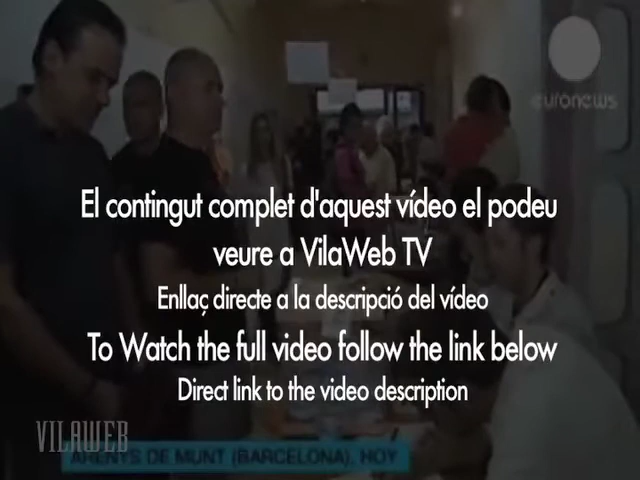 euronews
El contingut complet d'aquest vídeo el podeu
veure a VilaWeb TV
Enllaç directe a la descripció del vídeo
To Watch the full video follow the link below
Direct link to the video description
VILAWEB
ARENYS DE MUNT (BARCELONA), HOY